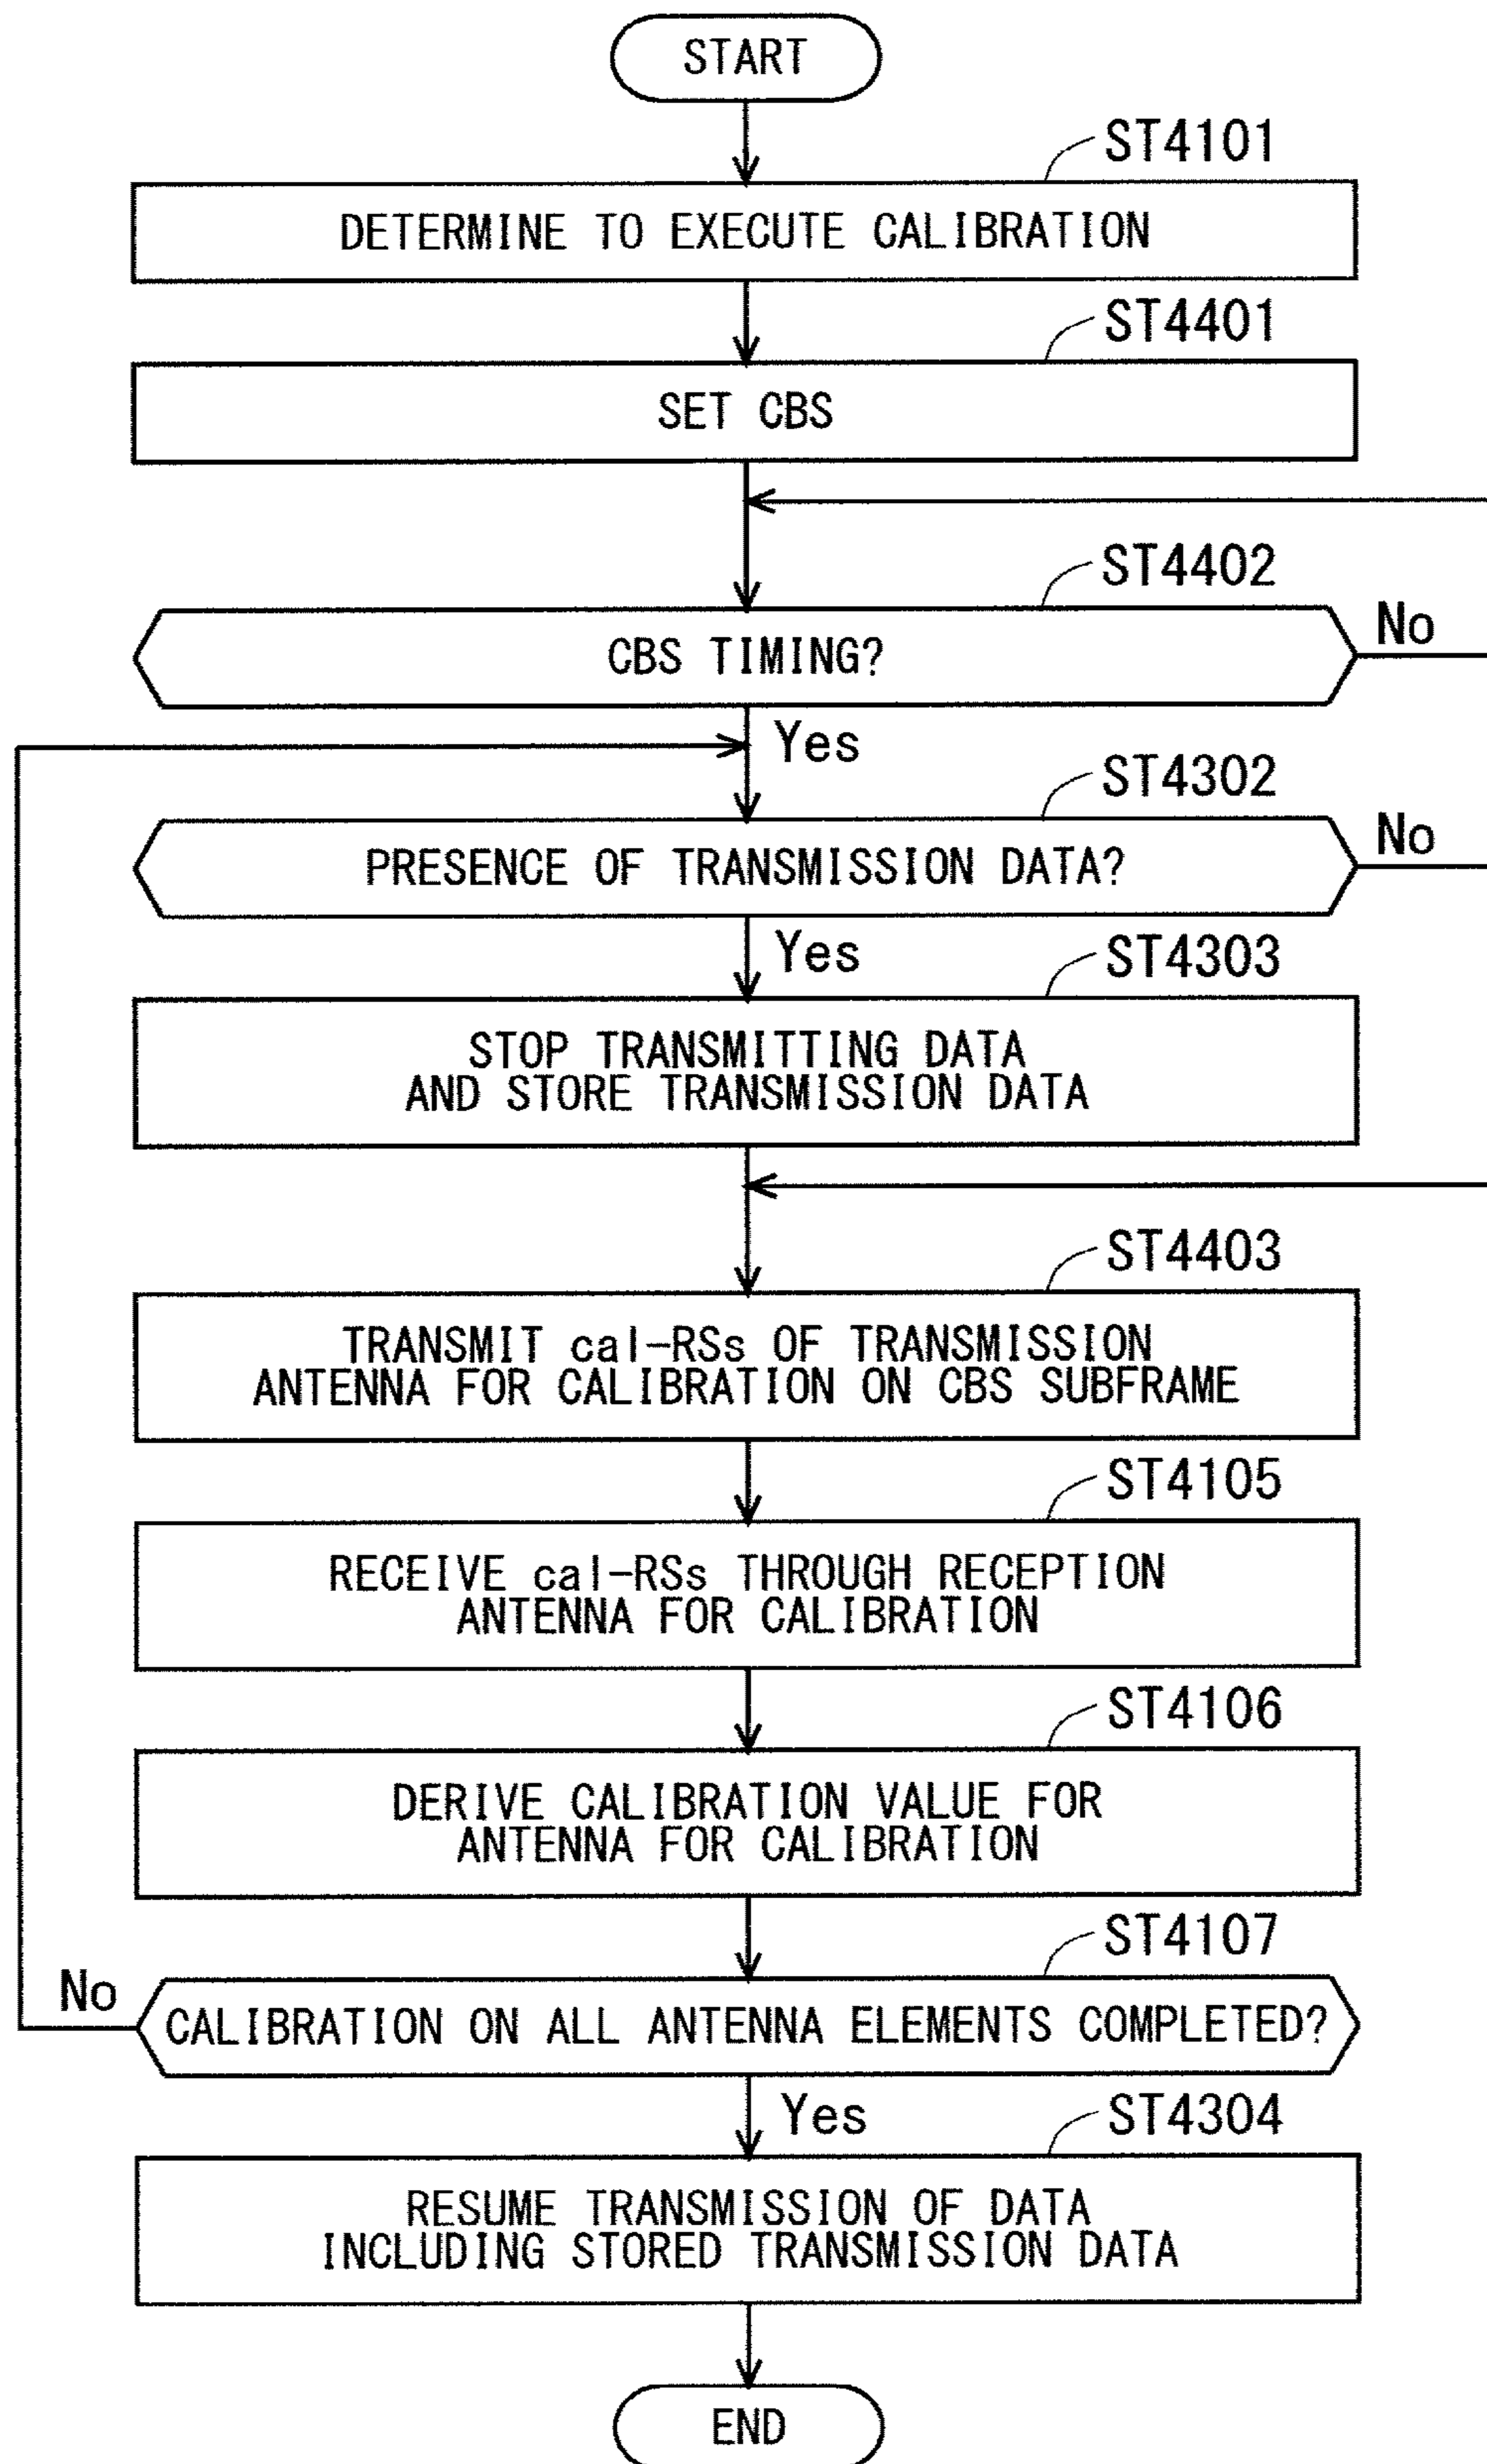 START
ST4101
DETERMINE TO EXECUTE CALIBRATION
ST4401
SET CBS
ST4402
CBS TIMING?
No
Yes
ST4302
PRESENCE OF TRANSMISSION DATA?
No
Yes
ST4303
STOP TRANSMITTING DATA
AND STORE TRANSMISSION DATA
ST4403
TRANSMIT cal-RSs OF TRANSMISSION
ANTENNA FOR CALIBRATION ON CBS SUBFRAME
ST4105
RECEIVE cal-RSs THROUGH RECEPTION
ANTENNA FOR CALIBRATION
ST4106
DERIVE CALIBRATION VALUE FOR
ANTENNA FOR CALIBRATION
ST4107
No
CALIBRATION ON ALL ANTENNA ELEMENTS COMPLETED?
Yes
ST4304
RESUME TRANSMISSION OF DATA
INCLUDING STORED TRANSMISSION DATA
END